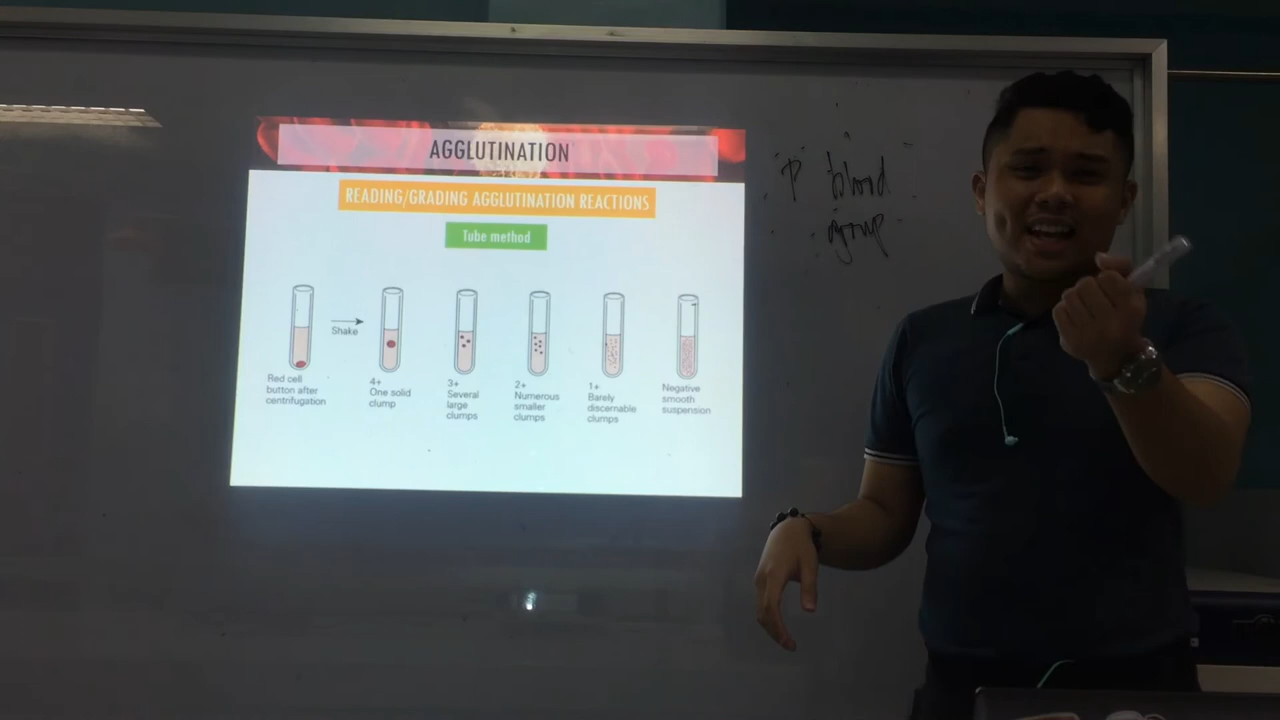 AGGLUTINATION
READING/GRADING AGGLUTINATION REACTIONS
Tube method
Shake
Red cell
button after
centrifugation
4+
One solid
clump
3+
Several
large
clumps
2+
Numerous
smaller
clumps
1+
Barely
discernable
clumps
Negative
smooth
suspension
P blood
group